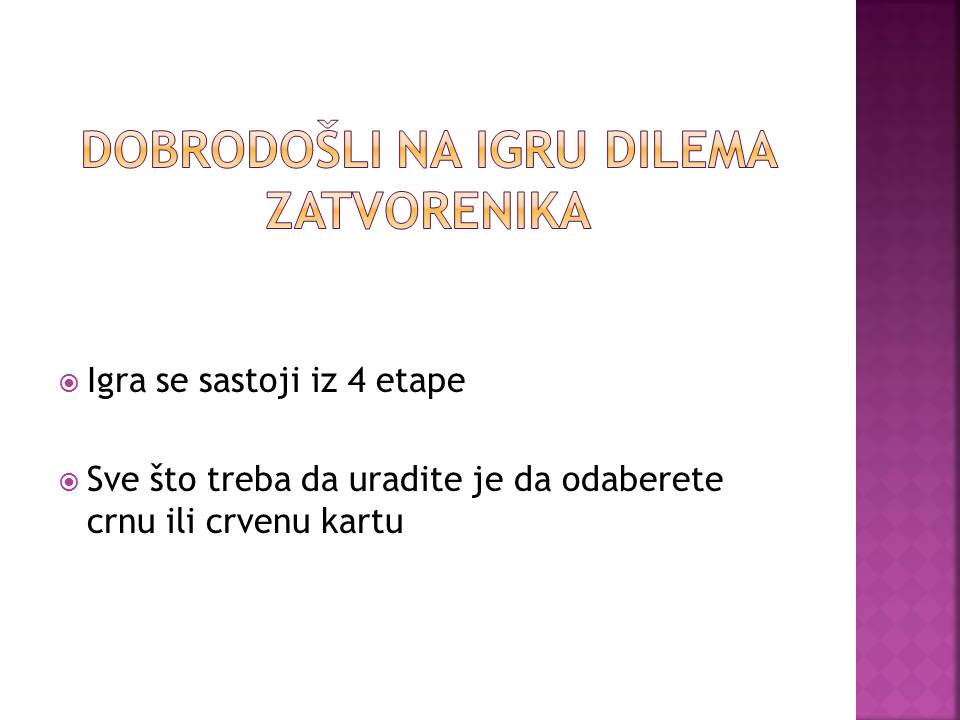 DOBRODOŠLI NA IGRU DILEMA
ZATVORENIKA
Igra se sastoji iz 4 etape
Sve što treba da uradite je da odaberete
crnu ili crvenu kartu